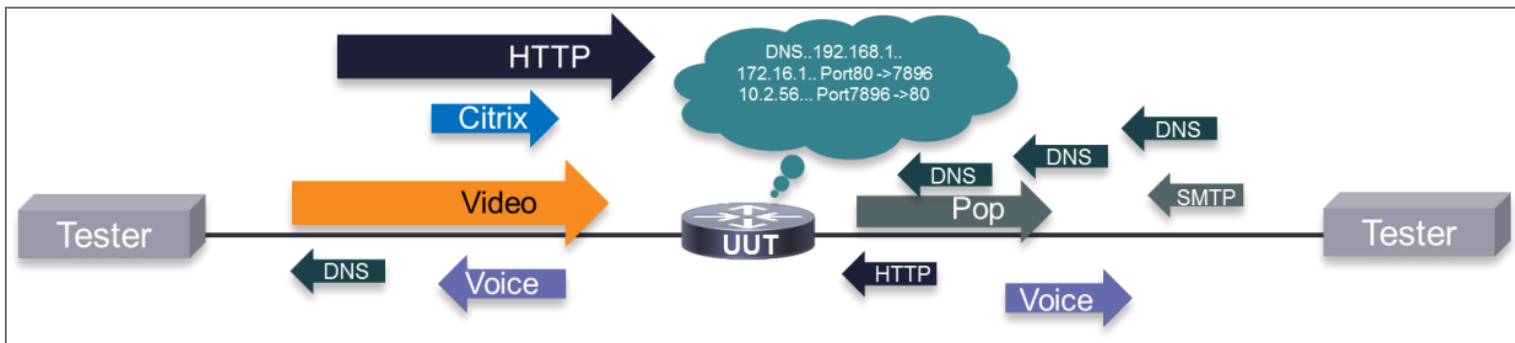 HTTP
DNS..192.168.1..
172.16.1.. Port80 ->7896
10.2.56... Port7896 ->80
Citrix
DNS
DNS
DNS
Video
Pop
SMTP
Tester
UUT
Tester
DNS
Voice
HTTP
Voice